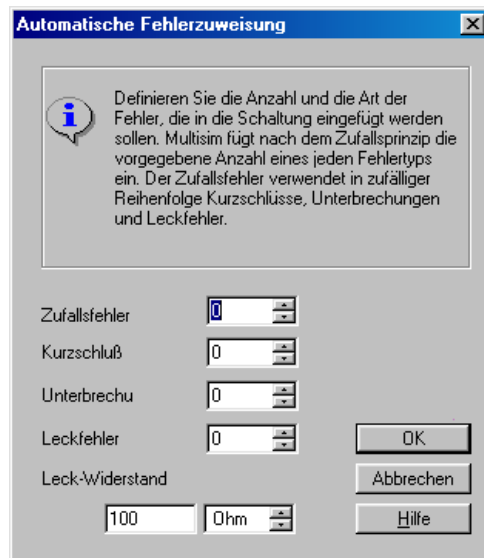 Automatische Fehlerzuweisung
Definieren Sie die Anzahl und die Art der
Fehler, die in die Schaltung eingefügt werden
sollen. Multisim fügt nach dem Zufallsprinzip die
vorgegebene Anzahl eines jeden Fehlertyps
ein. Der Zufallsfehler verwendet in zufälliger
Reihenfolge Kurzschlüsse, Unterbrechungen
und Leckfehler.
Zufallsfehler 0
Kurzschluß 0
Unterbrechu 0
Leckfehler 0 OK
Leck-Widerstand Abbrechen
100 Ohm Hilfe